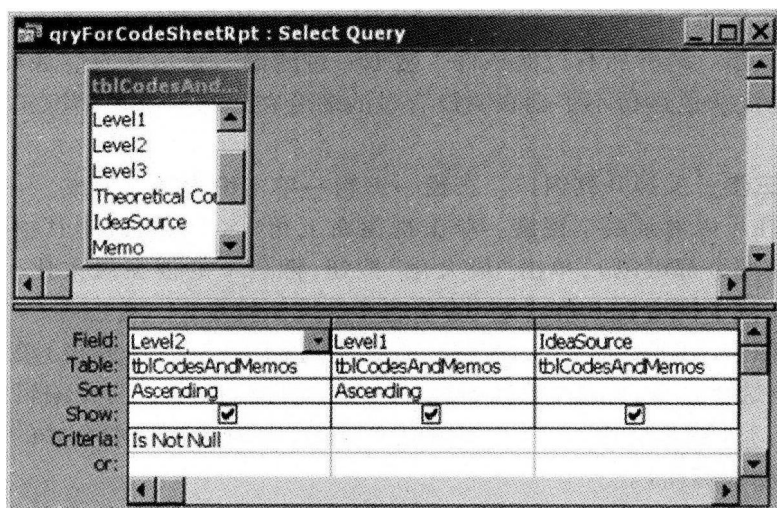 qryForCodeSheetRpt : Select Query
tblCodesAnd...
Level1
Level2
Level3
Theoretical Cou
IdeaSource
Memo
Field: Level2 Level1 IdeaSource
Table: tblCodesAndMemos tblCodesAndMemos tblCodesAndMemos
Sort: Ascending Ascending
Show:
Criteria: Is Not Null
or: